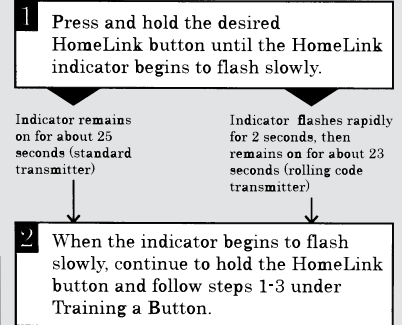 1
Press and hold the desired
HomeLink button until the HomeLink
indicator begins to flash slowly.
Indicator remains
on for about 25
seconds (standard
transmitter)
Indicator flashes rapidly
for 2 seconds, then
remains on for about 23
seconds (rolling code
transmitter)
2
When the indicator begins to flash
slowly, continue to hold the HomeLink
button and follow steps 1-3 under
Training a Button.